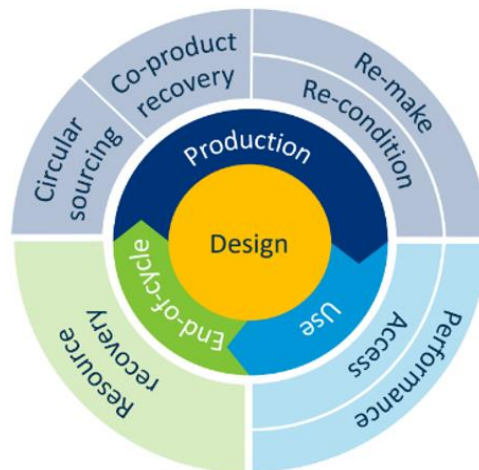 Circular
sourcing
Co-product
recovery
Re-make
Re-condition
Production
Design
Use
End-of-cycle
Access
Performance
Resource
recovery